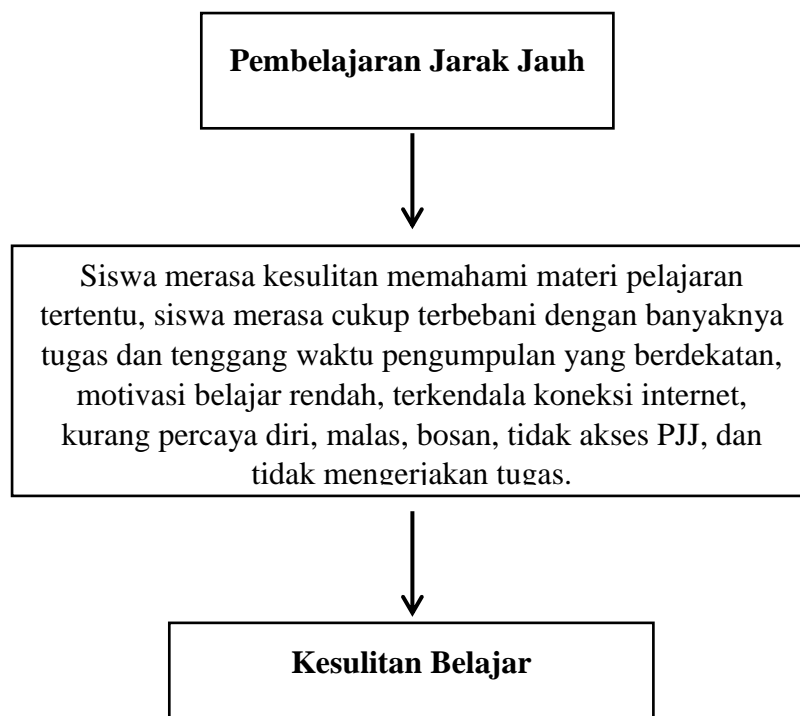 Pembelajaran Jarak Jauh
Siswa merasa kesulitan memahami materi pelajaran
tertentu, siswa merasa cukup terbebani dengan banyaknya
tugas dan tenggang waktu pengumpulan yang berdekatan,
motivasi belajar rendah, terkendala koneksi internet,
kurang percaya diri, malas, bosan, tidak akses PJJ, dan
tidak mengerjakan tugas.
Kesulitan Belajar